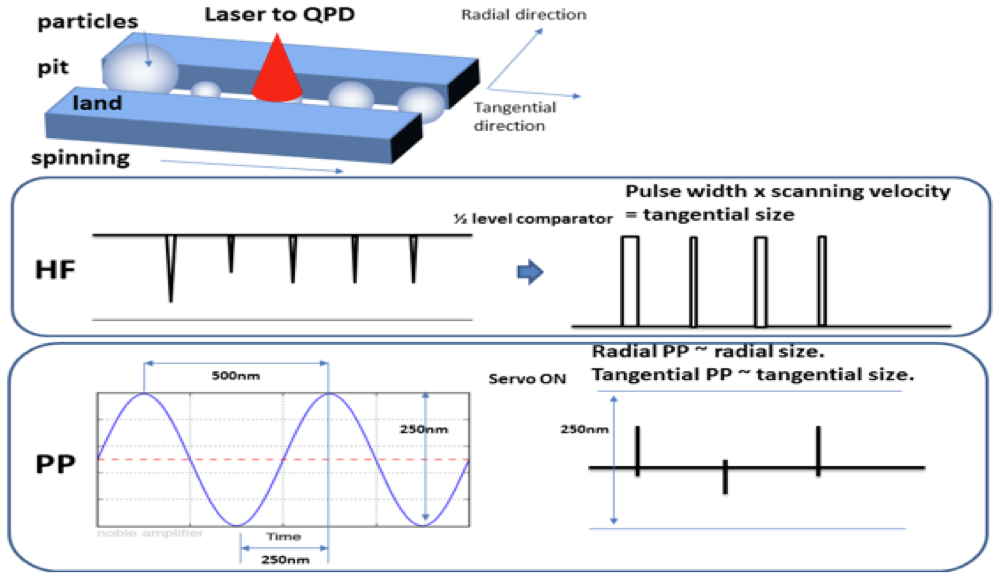 Laser to QPD
particles
Radial direction
pit
land
Tangential
direction
spinning
HF
½ level comparator
Pulse width x scanning velocity
= tangential size
PP
500nm
250nm
noble amplifier
Time
250nm
Servo ON
Radial PP ~ radial size.
Tangential PP ~ tangential size.
250nm